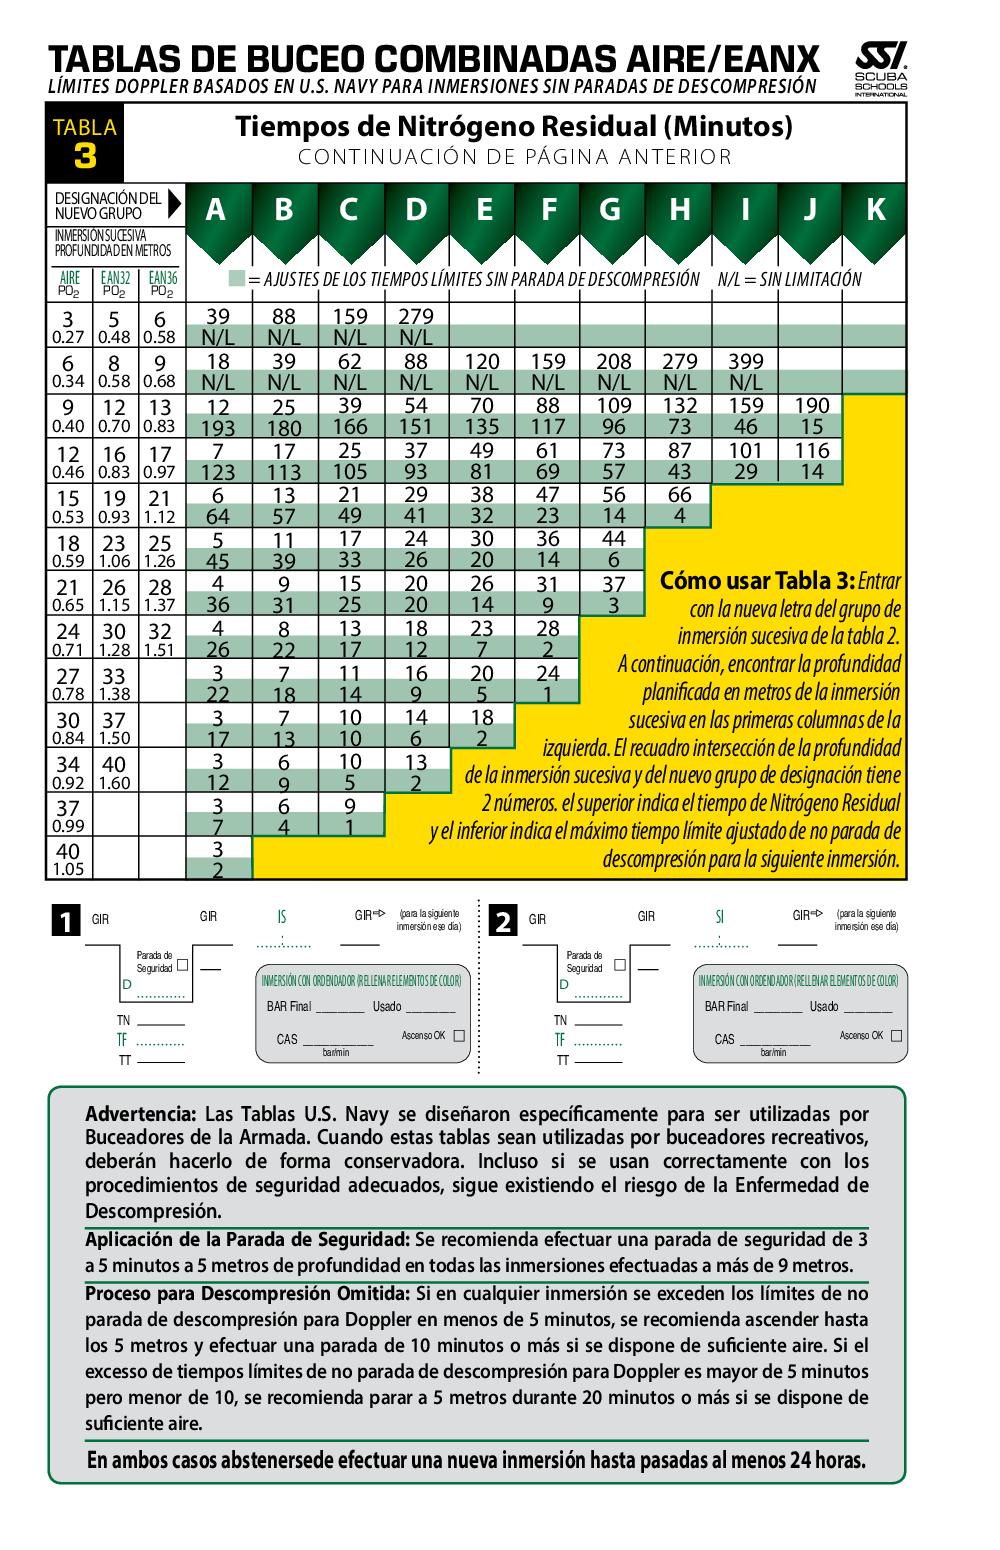 TABLAS DE BUCEO COMBINADAS AIRE/EANX
LÍMITES DOPPLER BASADOS EN U.S. NAVY PARA INMERSIONES SIN PARADAS DE DESCOMPRESIÓN
SSI®
SCUBA
SCHOOLS
INTERNATIONAL
TABLA
3
Tiempos de Nitrógeno Residual (Minutos)
CONTINUACIÓN DE PÁGINA ANTERIOR
DESIGNACIÓN DEL
NUEVO GRUPO
A B C D E F G H I J K
INMERSIÓN SUCESIVA
PROFUNDIDAD EN METROS
AIRE EAN32 EAN36
PO2 PO2 PO2
= AJUSTES DE LOS TIEMPOS LÍMITES SIN PARADA DE DESCOMPRESIÓN N/L = SIN LIMITACIÓN
3 5 6 39 88 159 279
0.27 0.48 0.58 N/L N/L N/L N/L
6 8 9 18 39 62 88 120 159 208 279 399
0.34 0.58 0.68 N/L N/L N/L N/L N/L N/L N/L N/L N/L
9 12 13 12 25 39 54 70 88 109 132 159 190
0.40 0.70 0.83 193 180 166 151 135 117 96 73 46 15
12 16 17 7 17 25 37 49 61 73 87 101 116
0.46 0.83 0.97 123 113 105 93 81 69 57 43 29 14
15 19 21 6 13 21 29 38 47 56 66
0.53 0.93 1.12 64 57 49 41 32 23 14 4
18 23 25 5 11 17 24 30 36 44
0.59 1.06 1.26 45 39 33 26 20 14 6
21 26 28 4 9 15 20 26 31 37
0.65 1.15 1.37 36 31 25 20 14 9 3
24 30 32 4 8 13 18 23 28
0.71 1.28 1.51 26 22 17 12 7 2
27 33 3 7 11 16 20 24
0.78 1.38 22 18 14 9 5 1
30 37 3 7 10 14 18
0.84 1.50 17 13 10 6 2
34 40 3 6 10 13
0.92 1.60 12 9 5 2
37 3 6 9
0.99 7 4 1
40 3
1.05 2
Cómo usar Tabla 3: Entrar
con la nueva letra del grupo de
inmersión sucesiva de la tabla 2.
A continuación, encontrar la profundidad
planificada en metros de la inmersión
sucesiva en las primeras columnas de la
izquierda. El recuadro intersección de la profundidad
de la inmersión sucesiva y del nuevo grupo de designación tiene
2 números. el superior indica el tiempo de Nitrógeno Residual
y el inferior indica el máximo tiempo límite ajustado de no parada de
descompresión para la siguiente inmersión.
1 GIR GIR IS GIR⇨ (para la siguiente
inmersión ese día)
:
Parada de
Seguridad
D
TN
TF
TT
INMERSIÓN CON ORDENDADOR (RELLENAR ELEMENTOS DE COLOR)
BAR Final ________ Usado ________
CAS ____________ Ascenso OK
bar/min
2 GIR GIR SI GIR⇨ (para la siguiente
inmersión ese día)
:
Parada de
Seguridad
D
TN
TF
TT
INMERSIÓN CON ORDENDADOR (RELLENAR ELEMENTOS DE COLOR)
BAR Final ________ Usado ________
CAS ____________ Ascenso OK
bar/min
Advertencia: Las Tablas U.S. Navy se diseñaron específicamente para ser utilizadas por
Buceadores de la Armada. Cuando estas tablas sean utilizadas por buceadores recreativos,
deberán hacerlo de forma conservadora. Incluso si se usan correctamente con los
procedimientos de seguridad adecuados, sigue existiendo el riesgo de la Enfermedad de
Descompresión.
Aplicación de la Parada de Seguridad: Se recomienda efectuar una parada de seguridad de 3
a 5 minutos a 5 metros de profundidad en todas las inmersiones efectuadas a más de 9 metros.
Proceso para Descompresión Omitida: Si en cualquier inmersión se exceden los límites de no
parada de descompresión para Doppler en menos de 5 minutos, se recomienda ascender hasta
los 5 metros y efectuar una parada de 10 minutos o más si se dispone de suficiente aire. Si el
excesso de tiempos límites de no parada de descompresión para Doppler es mayor de 5 minutos
pero menor de 10, se recomienda parar a 5 metros durante 20 minutos o más si se dispone de
suficiente aire.
En ambos casos abstenersede efectuar una nueva inmersión hasta pasadas al menos 24 horas.